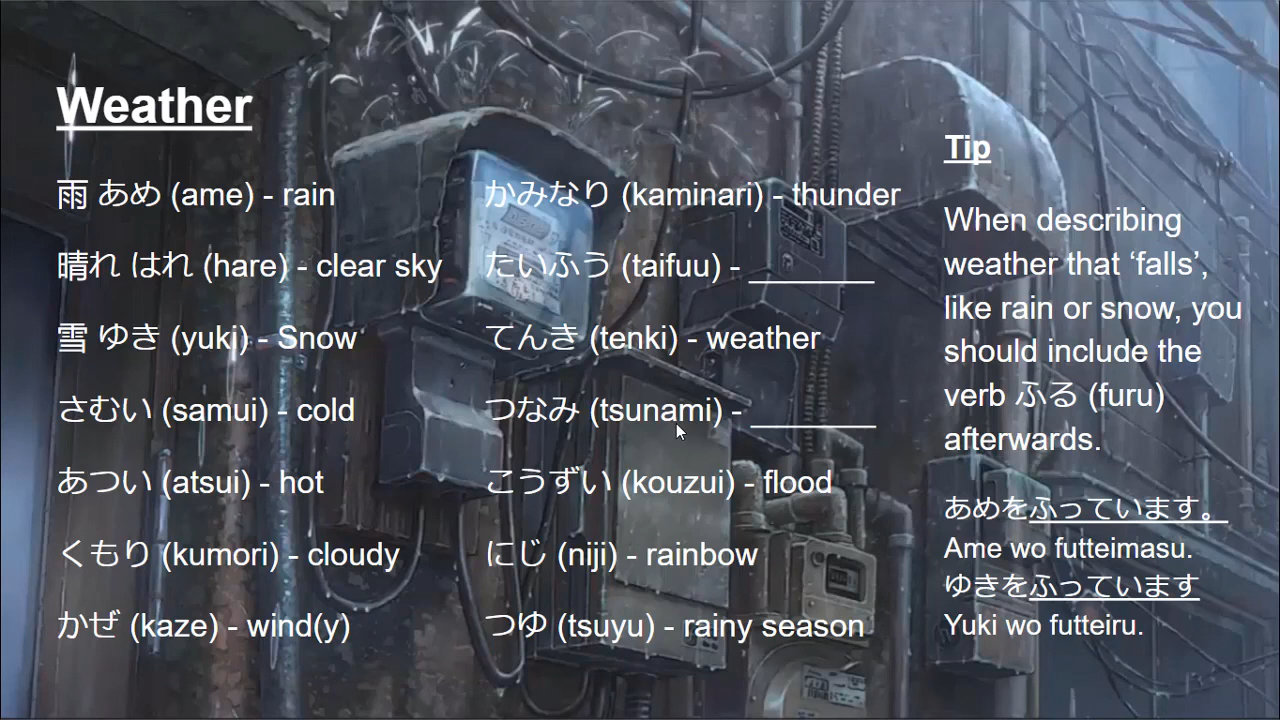 Weather
雨 あめ (ame) - rain
晴れ はれ (hare) - clear sky
雪 ゆき (yuki) - Snow
さむい (samui) - cold
あつい (atsui) - hot
くもり (kumori) - cloudy
かぜ (kaze) - wind(y)
かみなり (kaminari) - thunder
たいふう (taifuu) - ________
てんき (tenki) - weather
つなみ (tsunami) - ________
こうずい (kouzui) - flood
にじ (niji) - rainbow
つゆ (tsuyu) - rainy season
Tip
When describing
weather that ‘falls’,
like rain or snow, you
should include the
verb ふる (furu)
afterwards.
あめをふっています。
Ame wo futteimasu.
ゆきをふっています
Yuki wo futteiru.